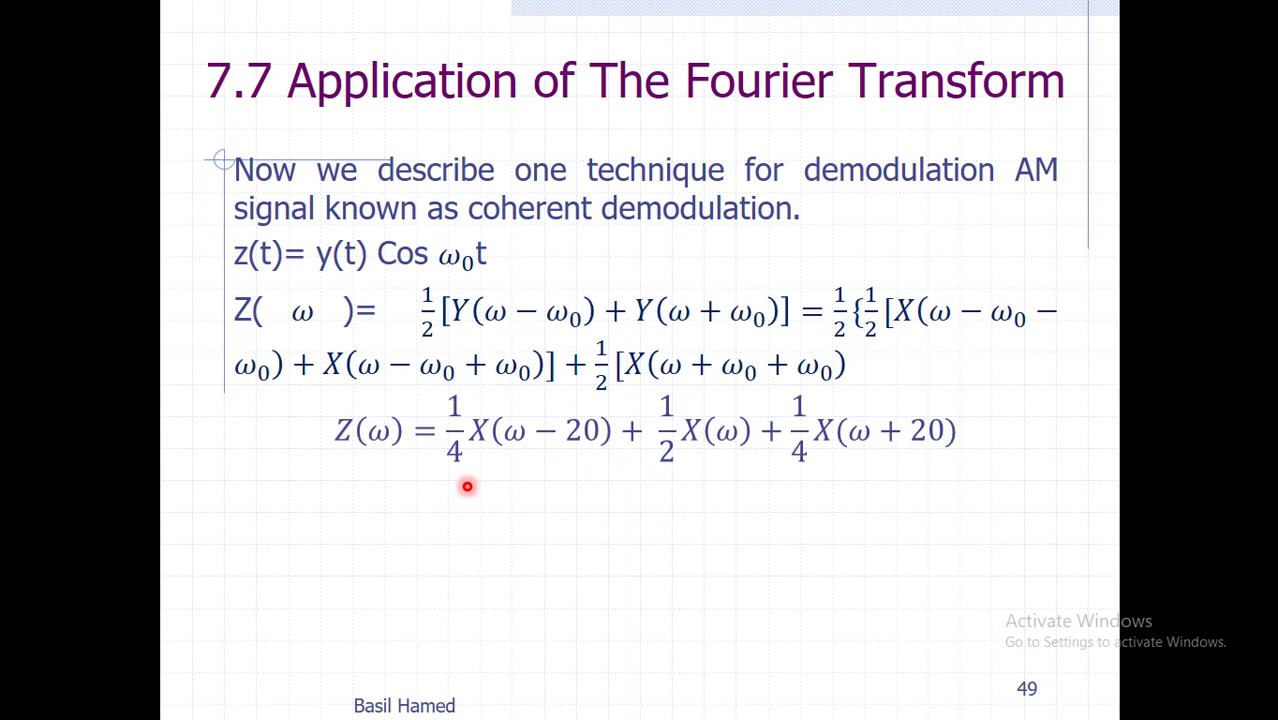 7.7 Application of The Fourier Transform
Now we describe one technique for demodulation AM
signal known as coherent demodulation.
z(t)= y(t) Cos ω₀t
Z( ω )= 1/2 [Y(ω − ω₀) + Y(ω + ω₀)] = 1/2 {1/2 [X(ω − ω₀ −
ω₀) + X(ω − ω₀ + ω₀)] + 1/2 [X(ω + ω₀ + ω₀)
Z(ω) = 1/4 X(ω − 20) + 1/2 X(ω) + 1/4 X(ω + 20)
Activate Windows
Go to Settings to activate Windows.
Basil Hamed
49